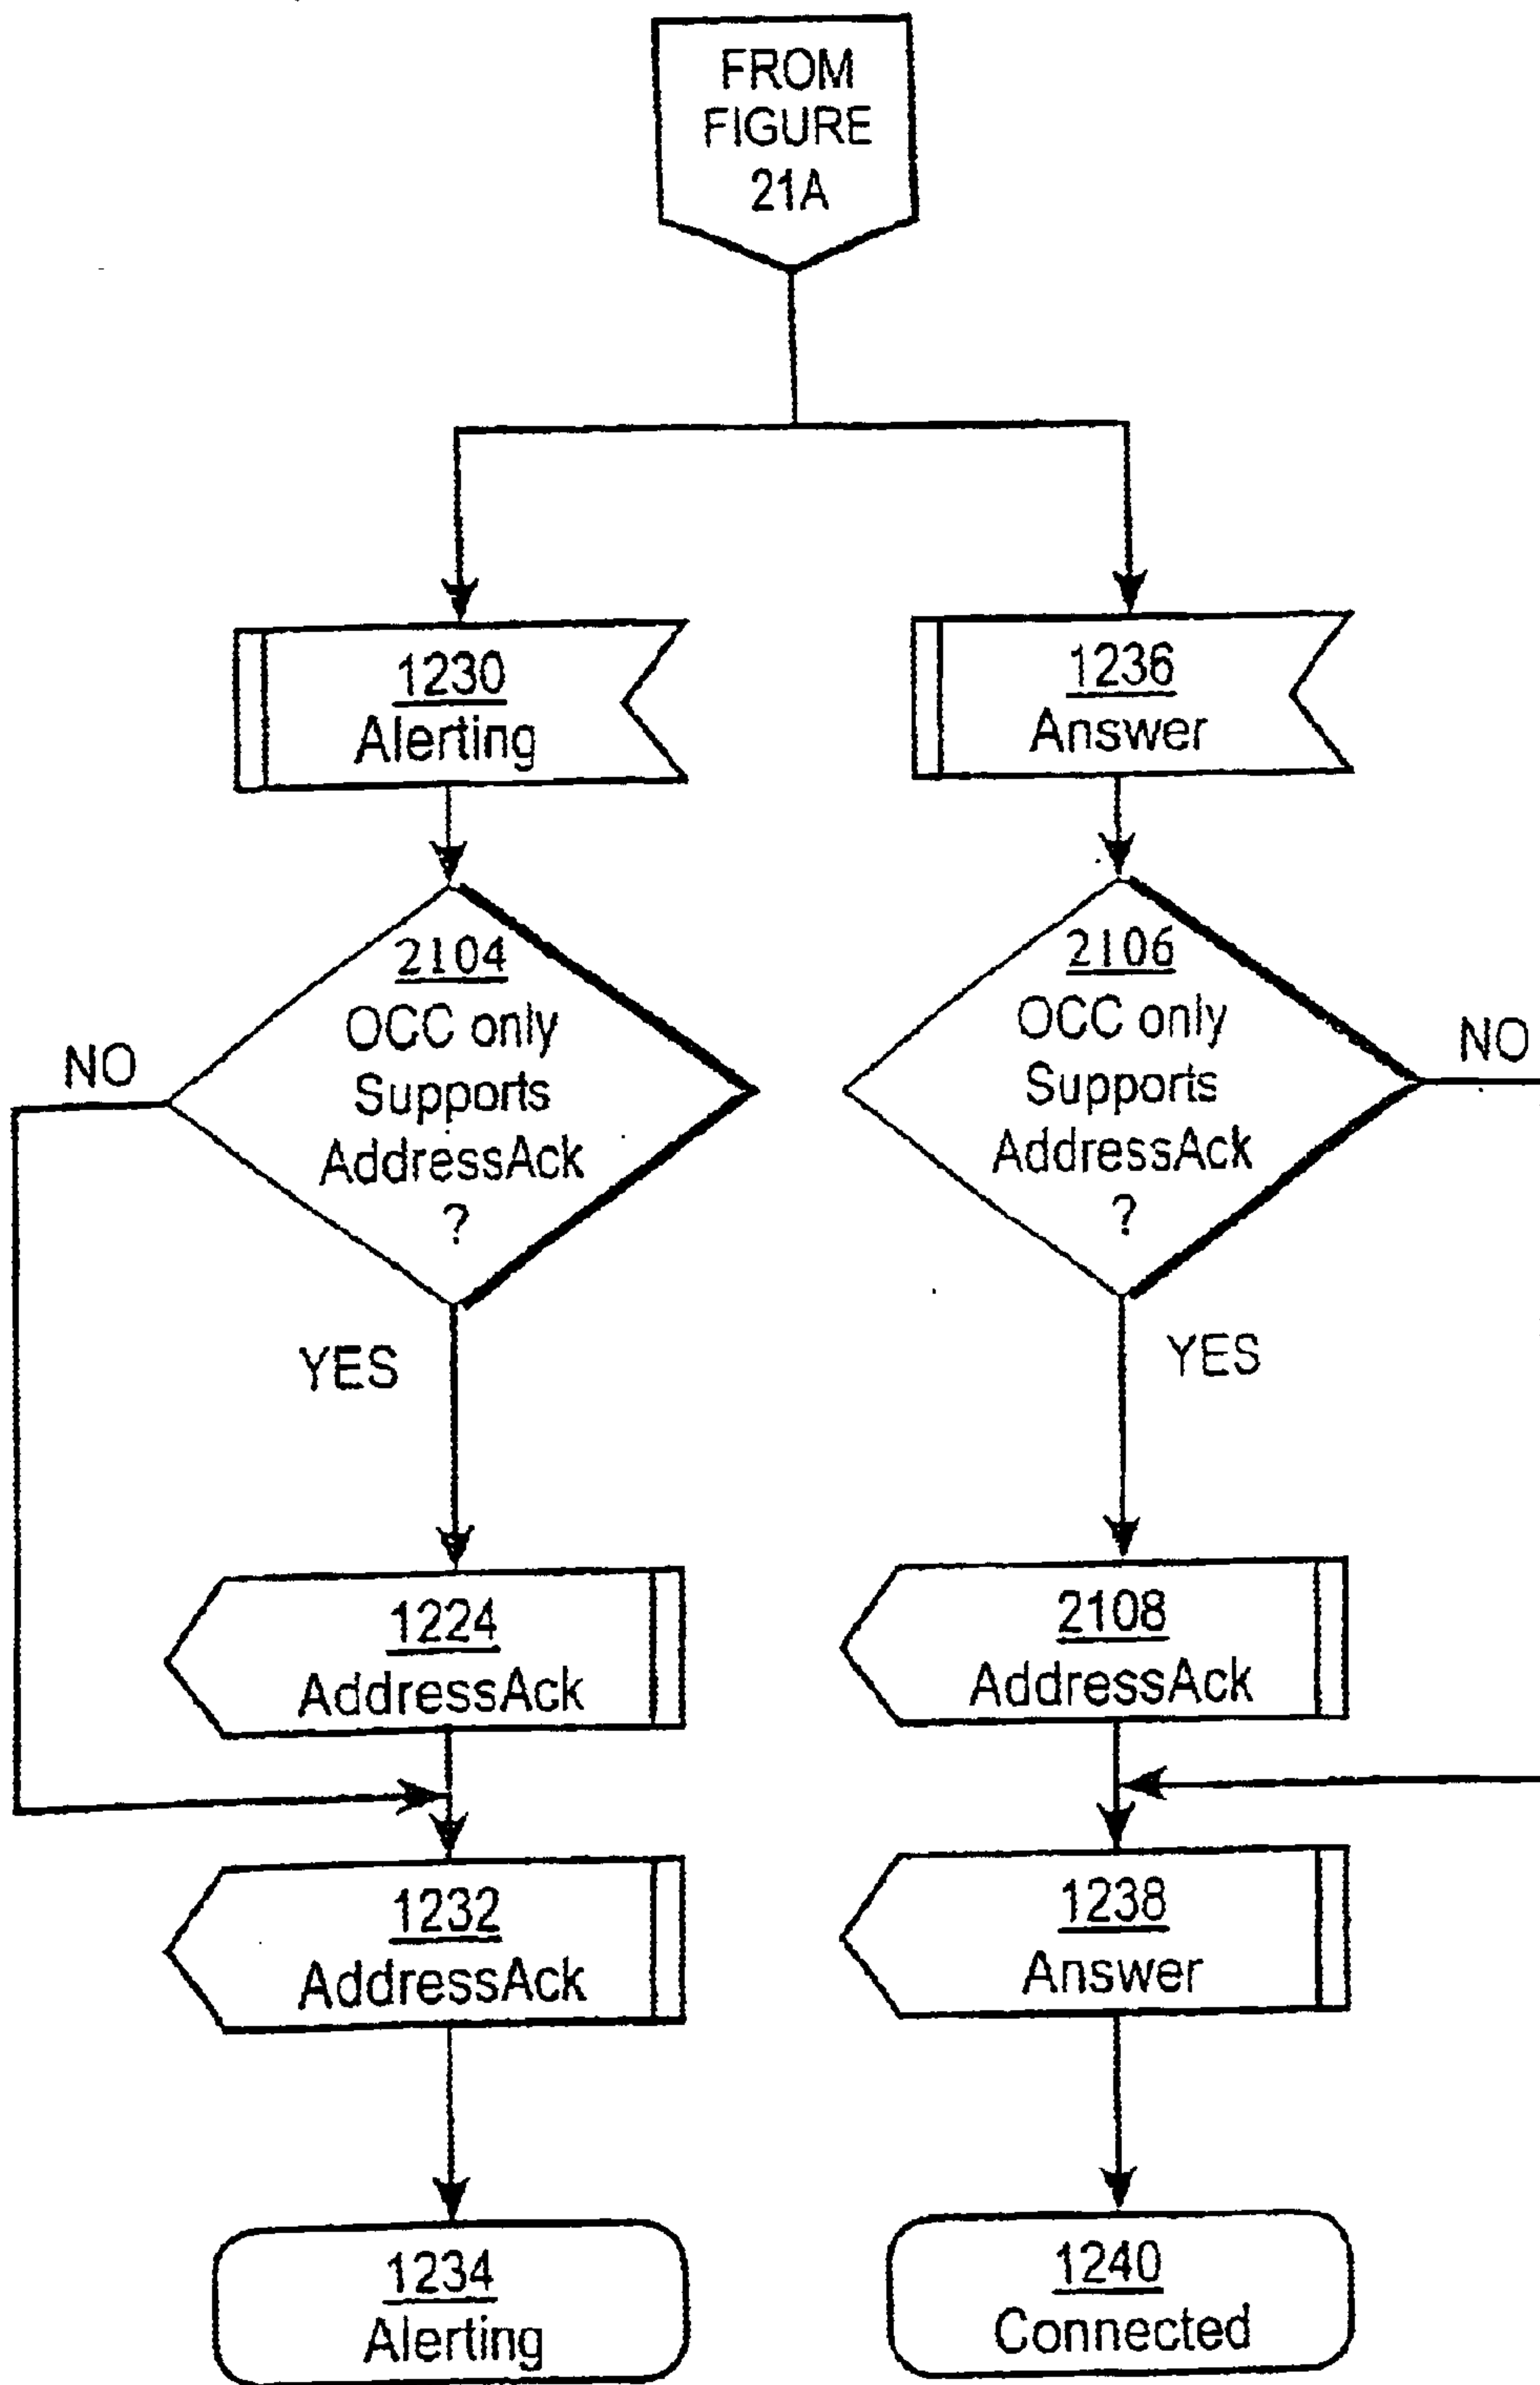 FROM
FIGURE
21A
1230
Alerting
1236
Answer
2104
OCC only
Supports
AddressAck
?
NO
YES
2106
OCC only
Supports
AddressAck
?
NO
YES
1224
AddressAck
2108
AddressAck
1232
AddressAck
1238
Answer
1234
Alerting
1240
Connected